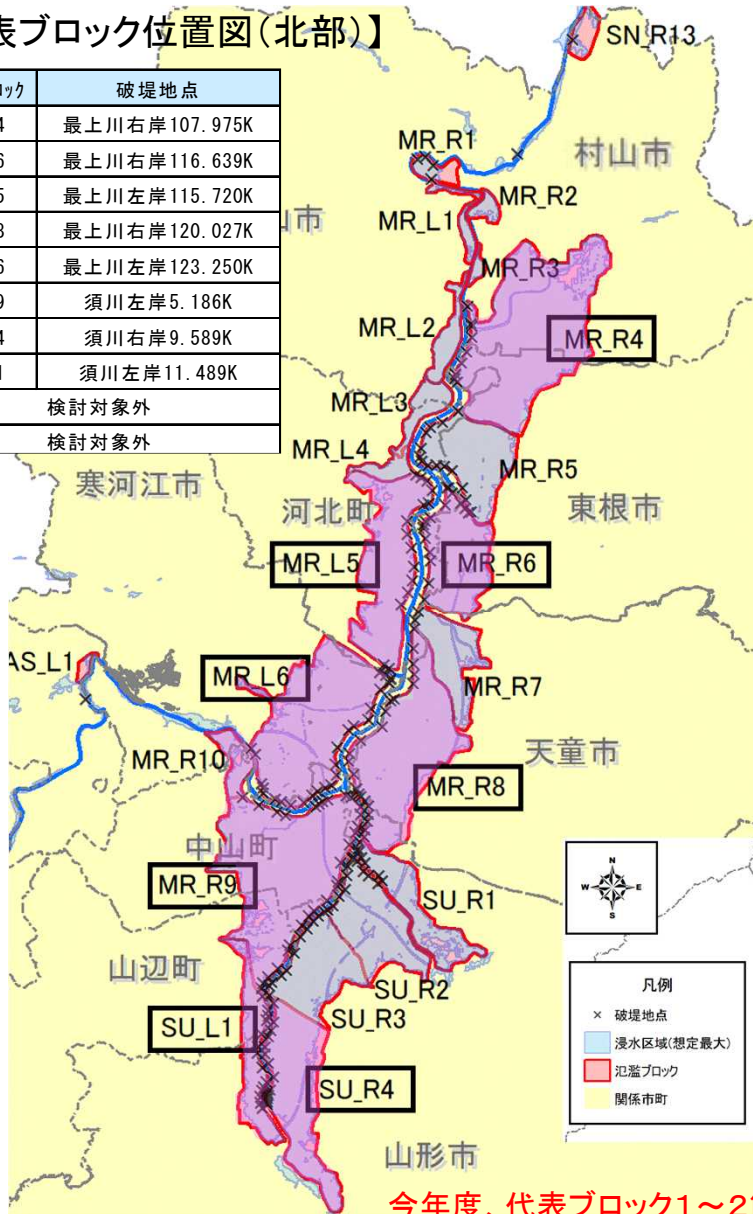 表ブロック位置図(北部)】
ロック 破堤地点
4 最上川右岸107.975K
6 最上川右岸116.639K
5 最上川左岸115.720K
8 最上川右岸120.027K
6 最上川左岸123.250K
9 須川左岸5.186K
4 須川右岸9.589K
1 須川左岸11.489K
検討対象外
検討対象外
SN_R13
MR_R1
村山市
MR_R2
山市
MR_L1
MR_R3
MR_L2
MR_R4
MR_L3
MR_L4
MR_R5
寒河江市
河北町
東根市
MR_L5
MR_R6
AS_L1
MR_L6
MR_R7
MR_R10
天童市
MR_R8
中山町
MR_R9
SU_R1
山辺町
SU_R2
SU_L1
SU_R3
SU_R4
山形市
N
W E
S
凡例
× 破堤地点
浸水区域(想定最大)
氾濫ブロック
関係市町
今年度、代表ブロック1~2